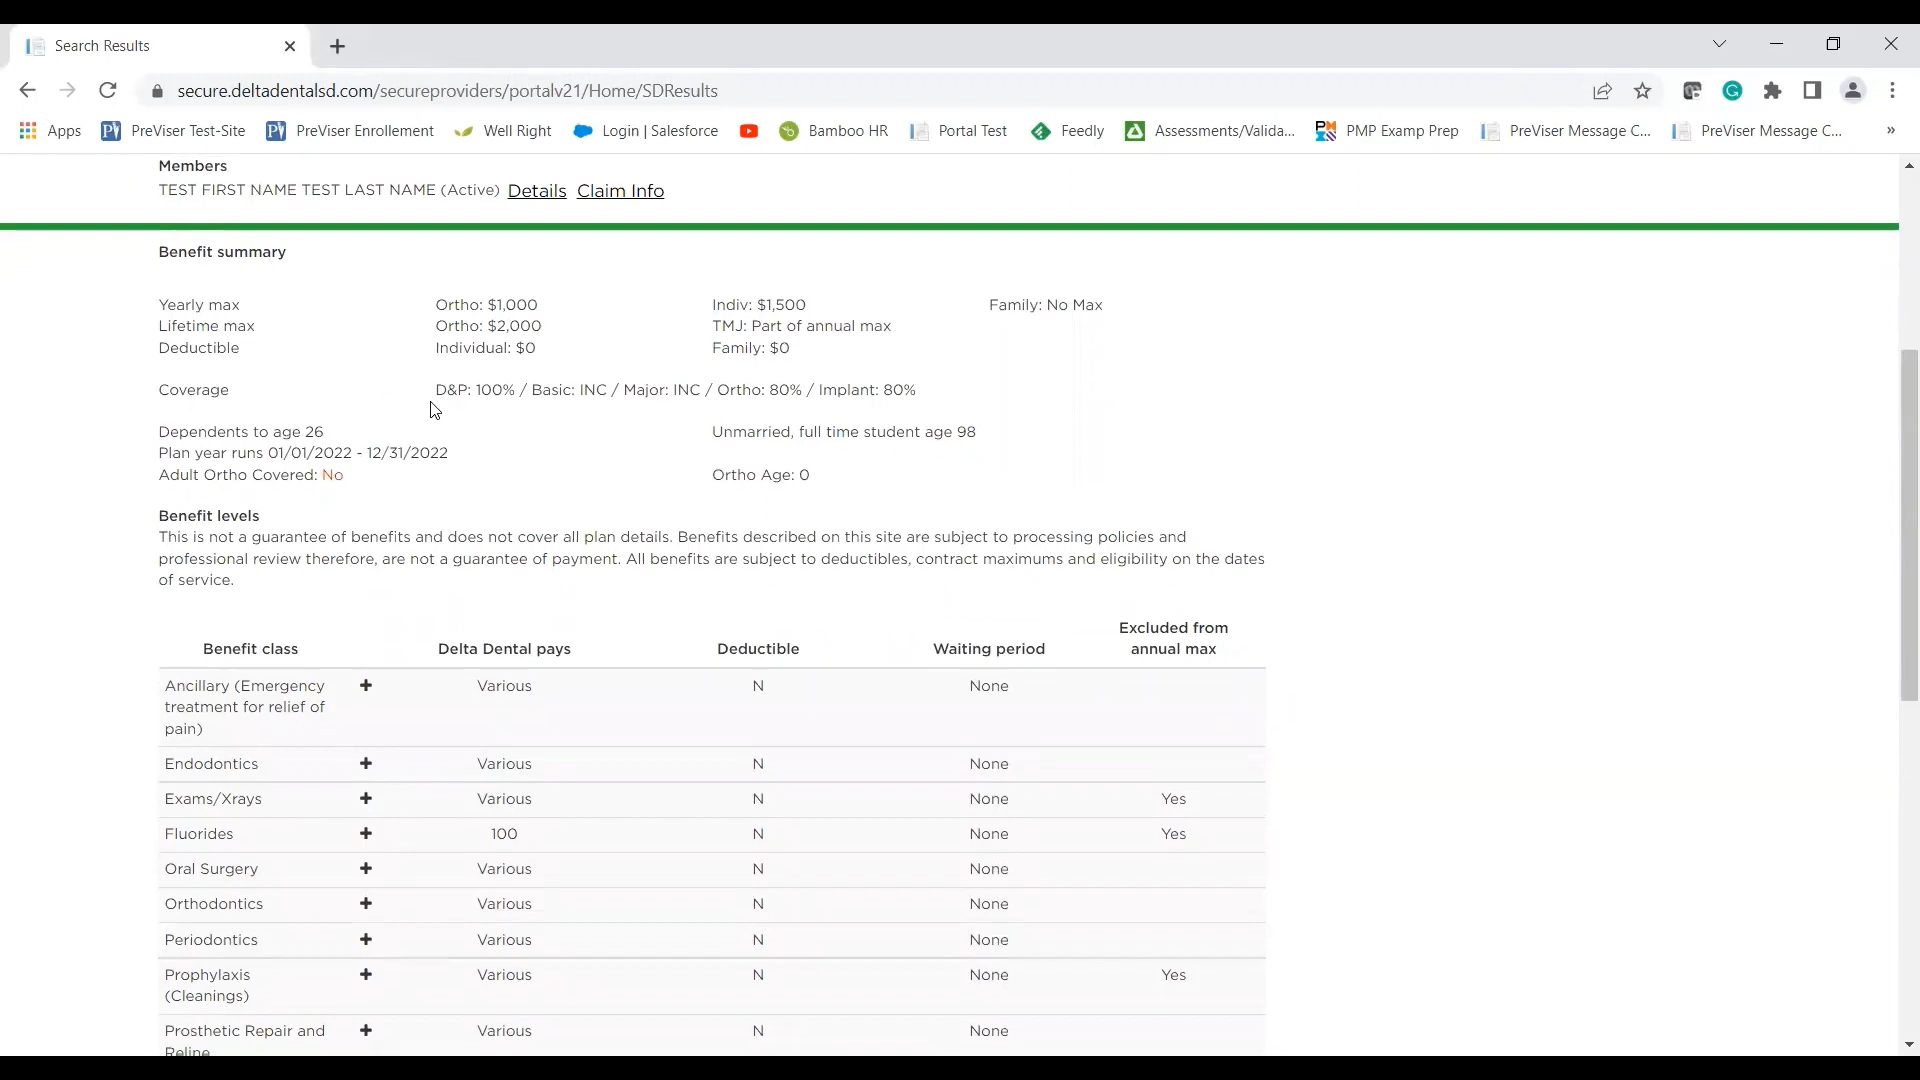 Search Results
secure.deltadentalsd.com/secureproviders/portalv21/Home/SDResults
Apps PreViser Test-Site PreViser Enrollement Well Right Login | Salesforce Bamboo HR Portal Test Feedly Assessments/Valida... PMP Examp Prep PreViser Message C... PreViser Message C... »
Members
TEST FIRST NAME TEST LAST NAME (Active) Details Claim Info
Benefit summary
Yearly max Ortho: $1,000 Indiv: $1,500 Family: No Max
Lifetime max Ortho: $2,000 TMJ: Part of annual max
Deductible Individual: $0 Family: $0
Coverage D&P: 100% / Basic: INC / Major: INC / Ortho: 80% / Implant: 80%
Dependents to age 26 Unmarried, full time student age 98
Plan year runs 01/01/2022 - 12/31/2022
Adult Ortho Covered: No Ortho Age: 0
Benefit levels
This is not a guarantee of benefits and does not cover all plan details. Benefits described on this site are subject to processing policies and
professional review therefore, are not a guarantee of payment. All benefits are subject to deductibles, contract maximums and eligibility on the dates
of service.
Excluded from
Benefit class Delta Dental pays Deductible Waiting period annual max
Ancillary (Emergency + Various N None
treatment for relief of
pain)
Endodontics + Various N None
Exams/Xrays + Various N None Yes
Fluorides + 100 N None Yes
Oral Surgery + Various N None
Orthodontics + Various N None
Periodontics + Various N None
Prophylaxis + Various N None Yes
(Cleanings)
Prosthetic Repair and + Various N None
Reline